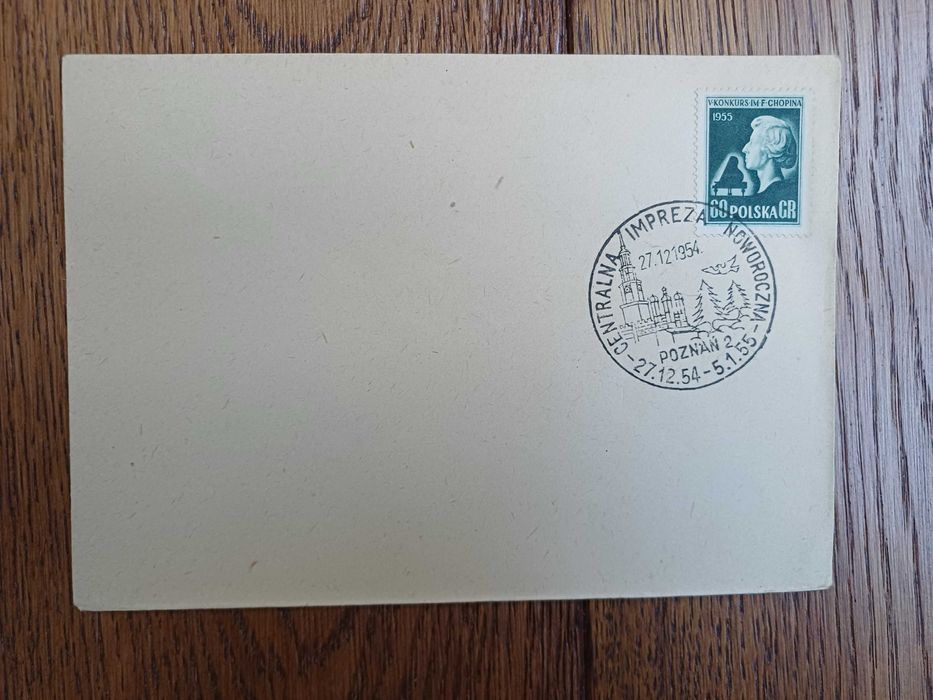 V·KONKURS·IM·F·CHOPINA
1955
60 POLSKA GR
CENTRALNA IMPREZA NOWOROCZNA
27.12.1954.
POZNAŃ 2
- 27.12.54 - 5.1.55 -